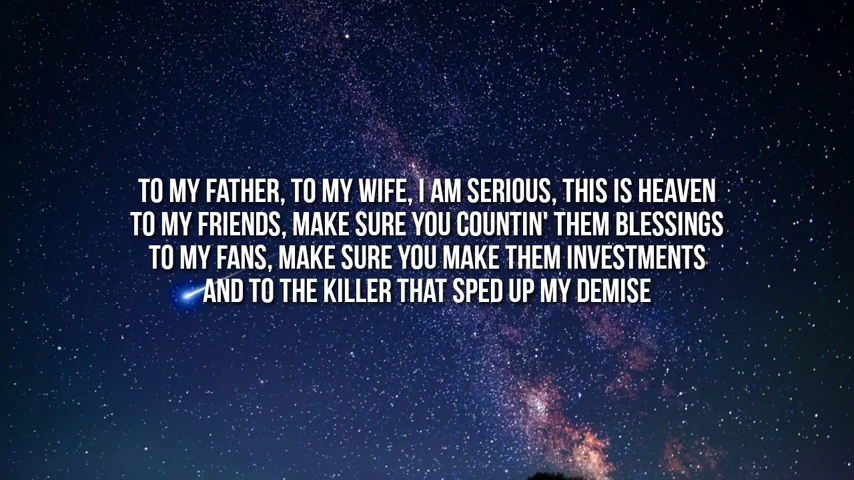 TO MY FATHER, TO MY WIFE, I AM SERIOUS, THIS IS HEAVEN
TO MY FRIENDS, MAKE SURE YOU COUNTIN' THEM BLESSINGS
TO MY FANS, MAKE SURE YOU MAKE THEM INVESTMENTS
AND TO THE KILLER THAT SPED UP MY DEMISE